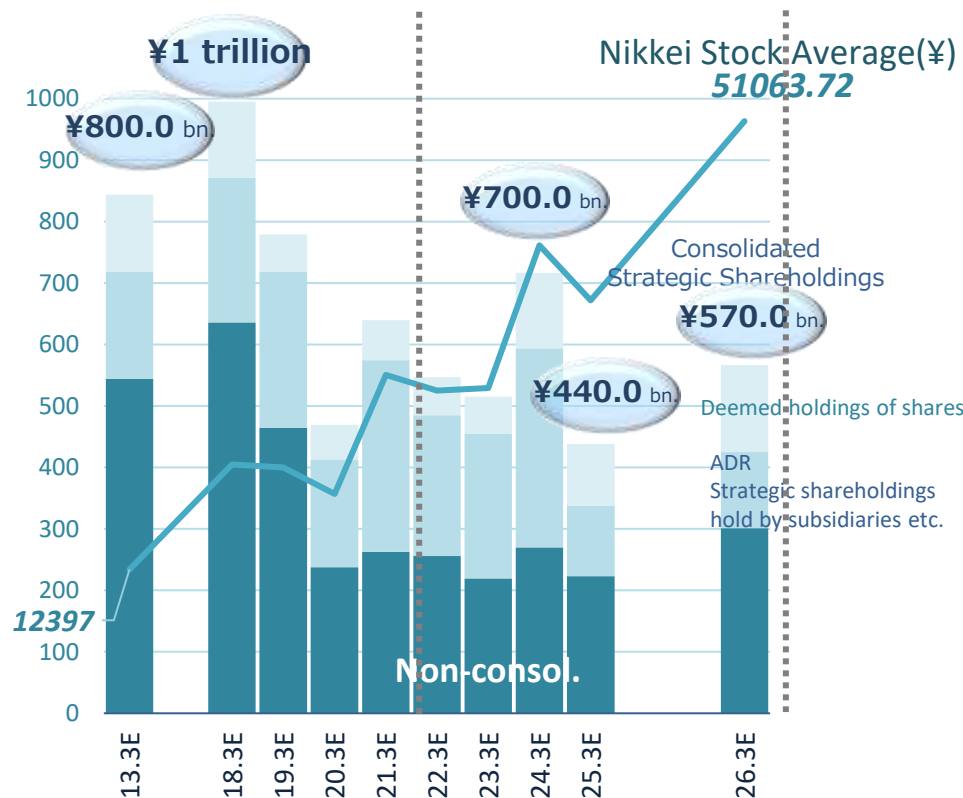 ¥1 trillion
Nikkei Stock Average(¥)
51063.72
1000
¥800.0 bn.
900
800
¥700.0 bn.
Consolidated
Strategic Shareholdings
700
¥570.0 bn.
600
500
¥440.0 bn.
Deemed holdings of shares
400
ADR
Strategic shareholdings
hold by subsidiaries etc.
300
200
12397
100
Non-consol.
0
13.3E
18.3E
19.3E
20.3E
21.3E
22.3E
23.3E
24.3E
25.3E
26.3E